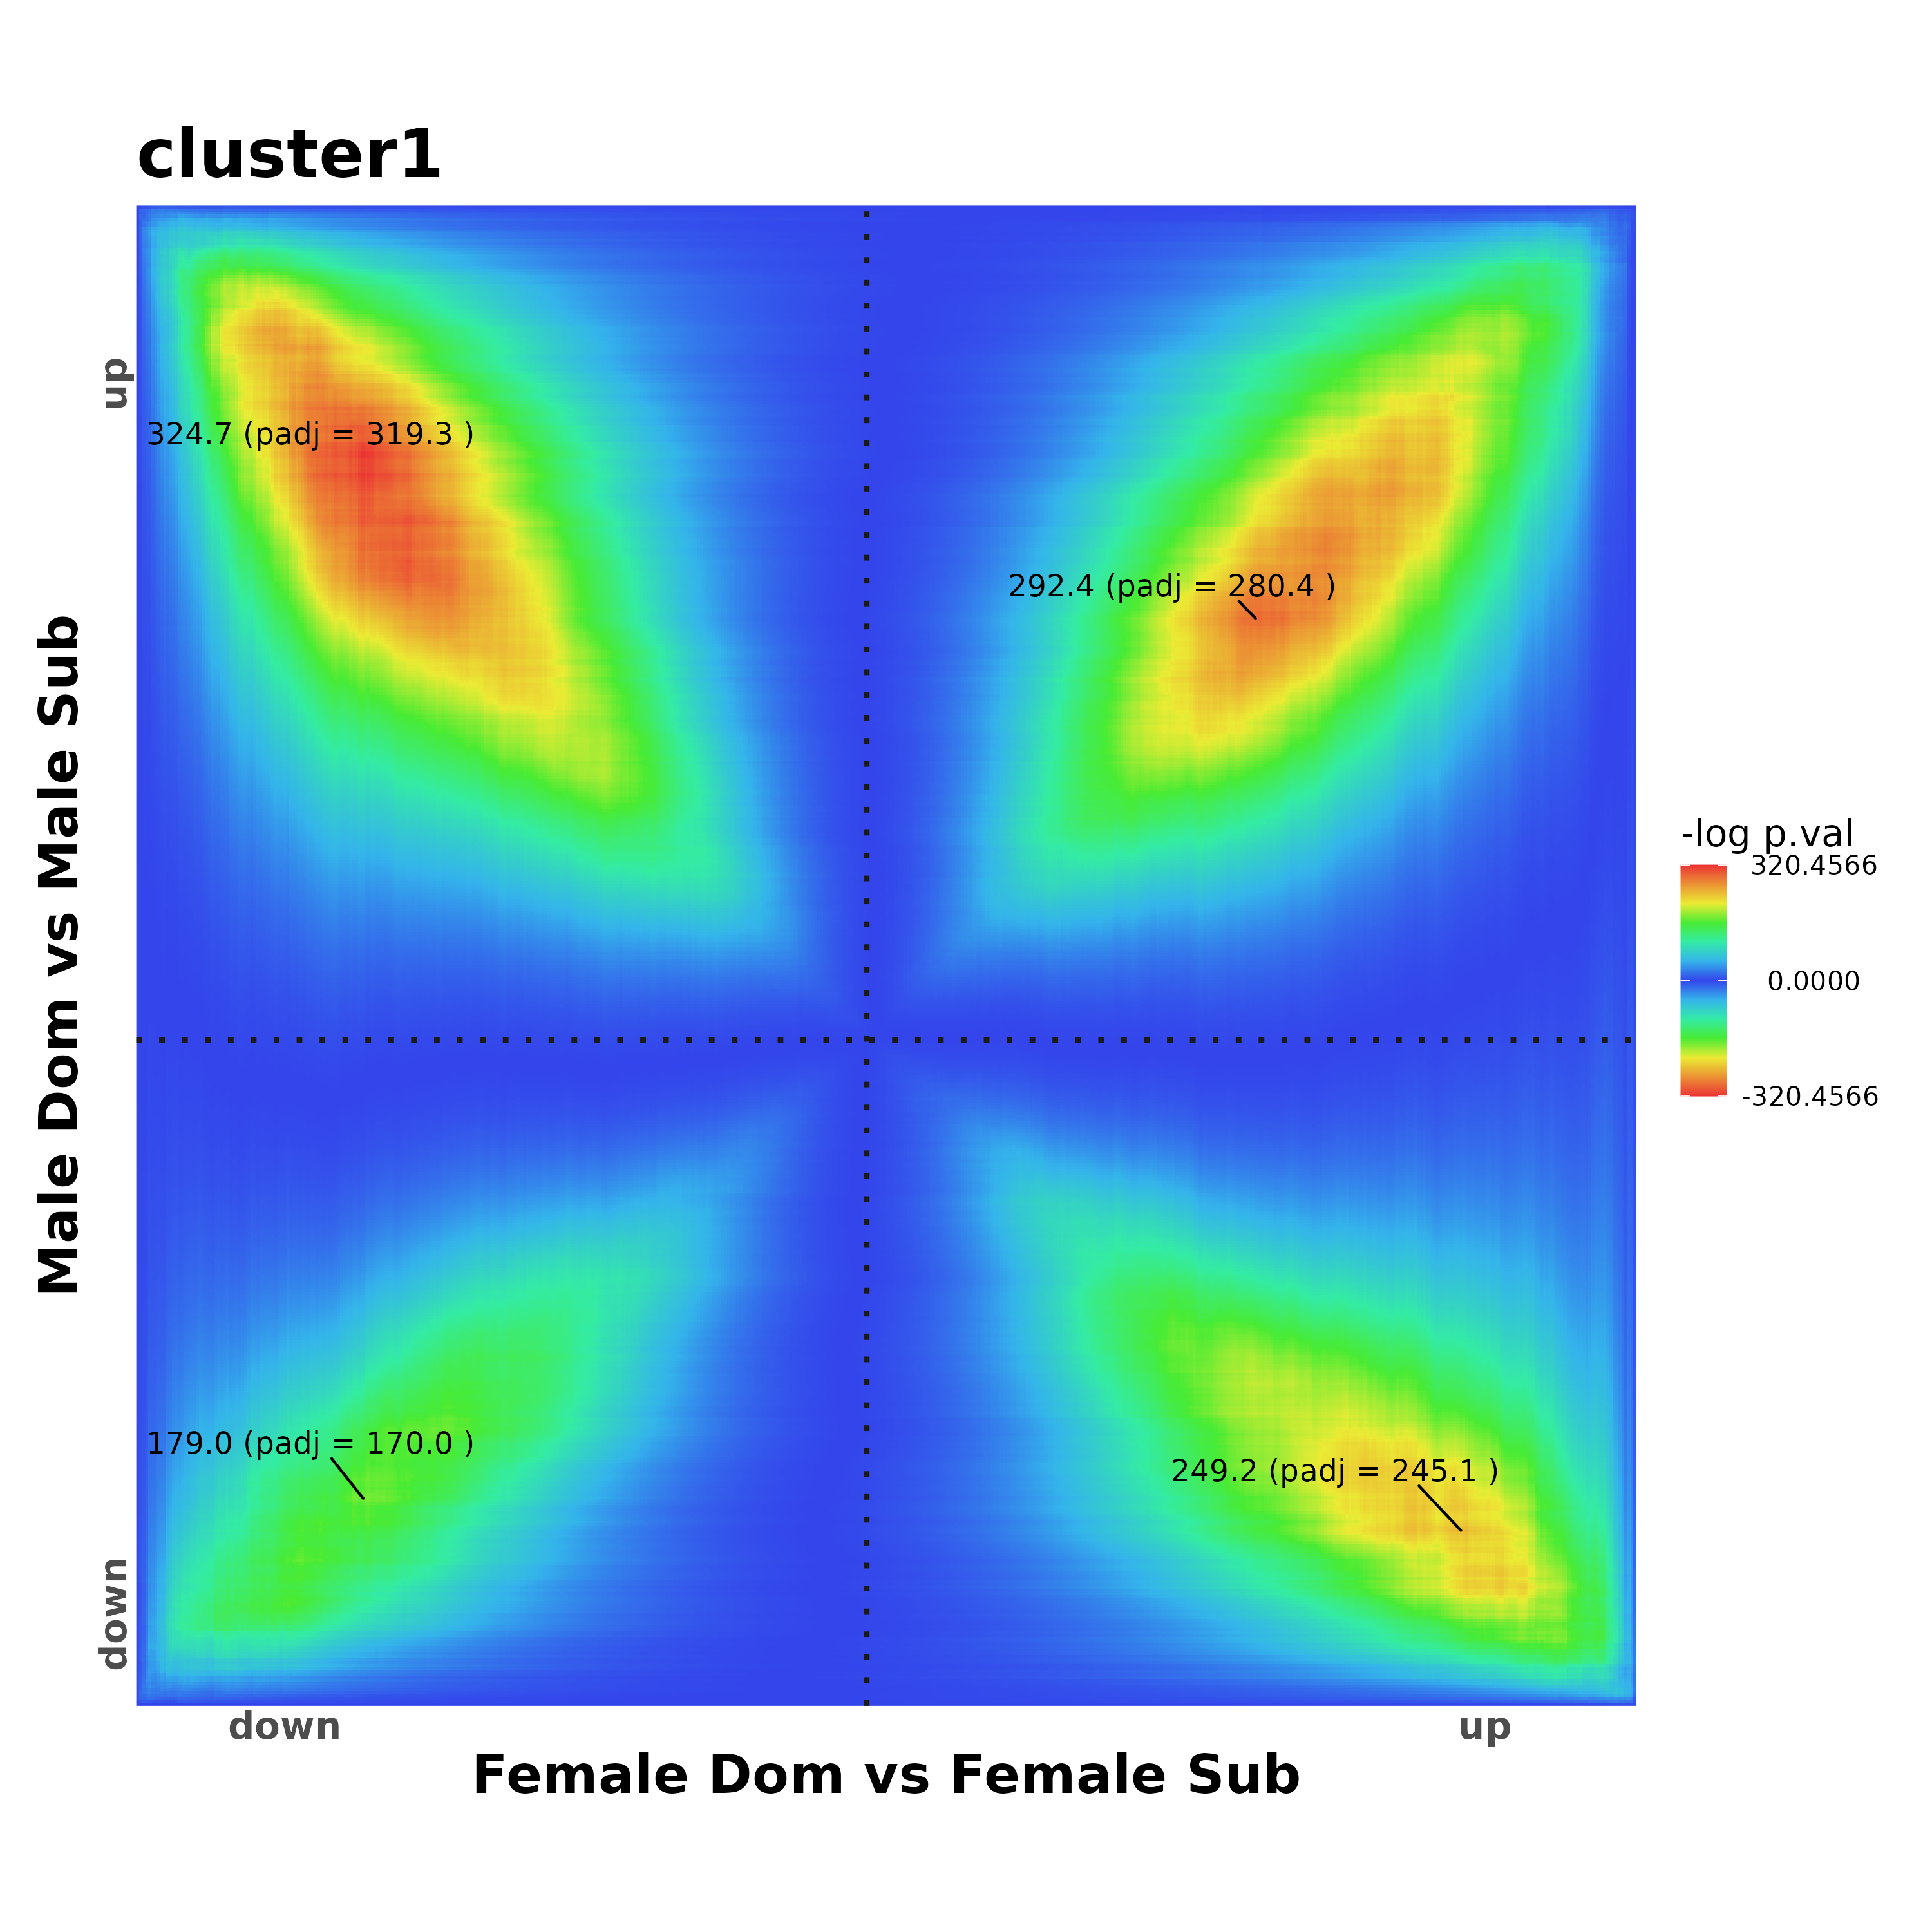 cluster1
up
324.7 (padj = 319.3 )
292.4 (padj = 280.4 )
Male Dom vs Male Sub
-log p.val
320.4566
0.0000
-320.4566
179.0 (padj = 170.0 )
249.2 (padj = 245.1 )
down
down
up
Female Dom vs Female Sub